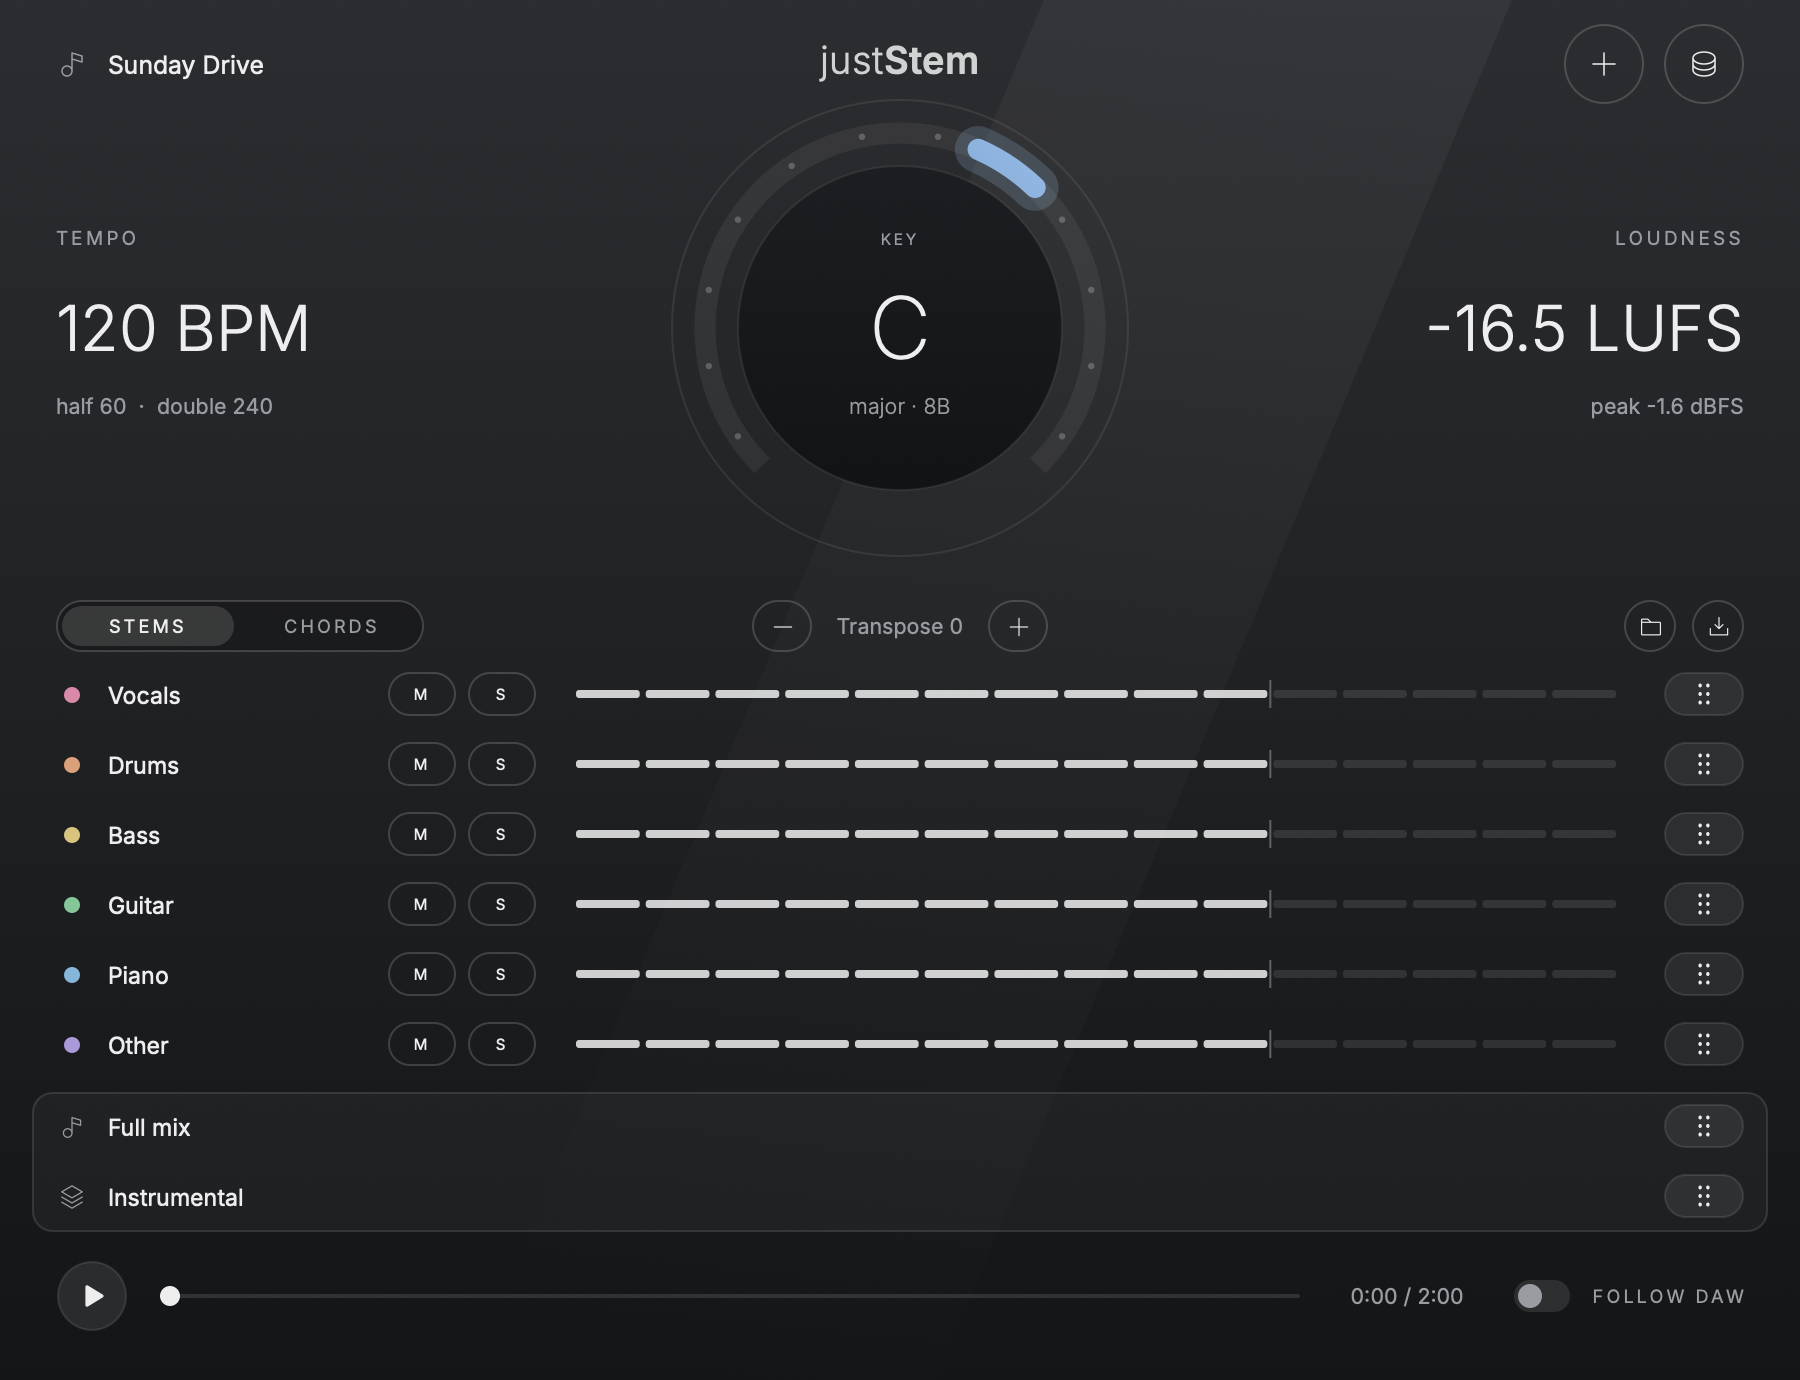 Sunday Drive
justStem
TEMPO
120 BPM
half 60 · double 240
KEY
C
major · 8B
LOUDNESS
-16.5 LUFS
peak -1.6 dBFS
STEMS CHORDS
Transpose 0
Vocals M S
Drums M S
Bass M S
Guitar M S
Piano M S
Other M S
Full mix
Instrumental
0:00 / 2:00
FOLLOW DAW